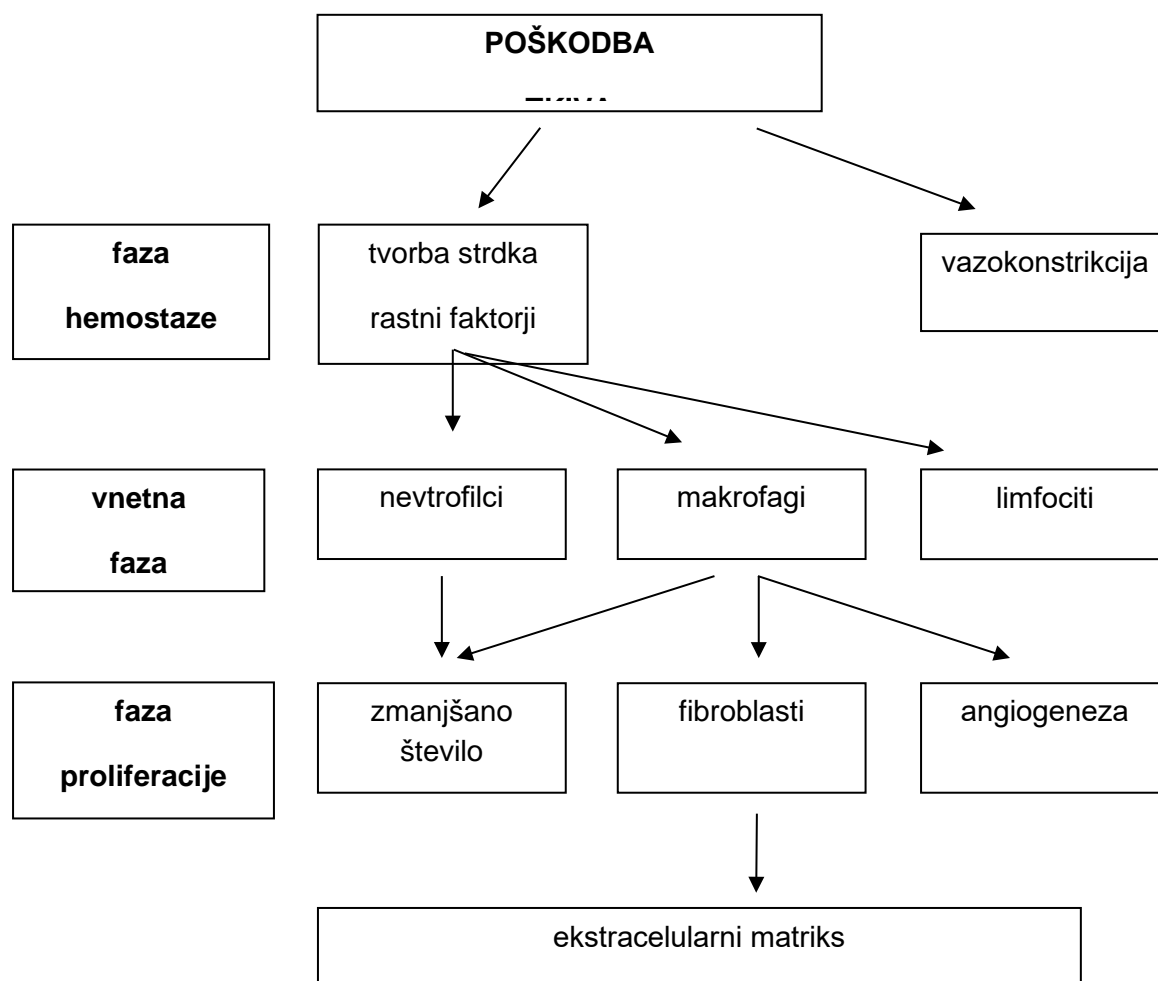 POŠKODBA
faza
hemostaze
tvorba strdka
rastni faktorji
vazokonstrikcija
vnetna
faza
nevtrofilci
makrofagi
limfociti
faza
proliferacije
zmanjšano
število
fibroblasti
angiogeneza
ekstracelularni matriks